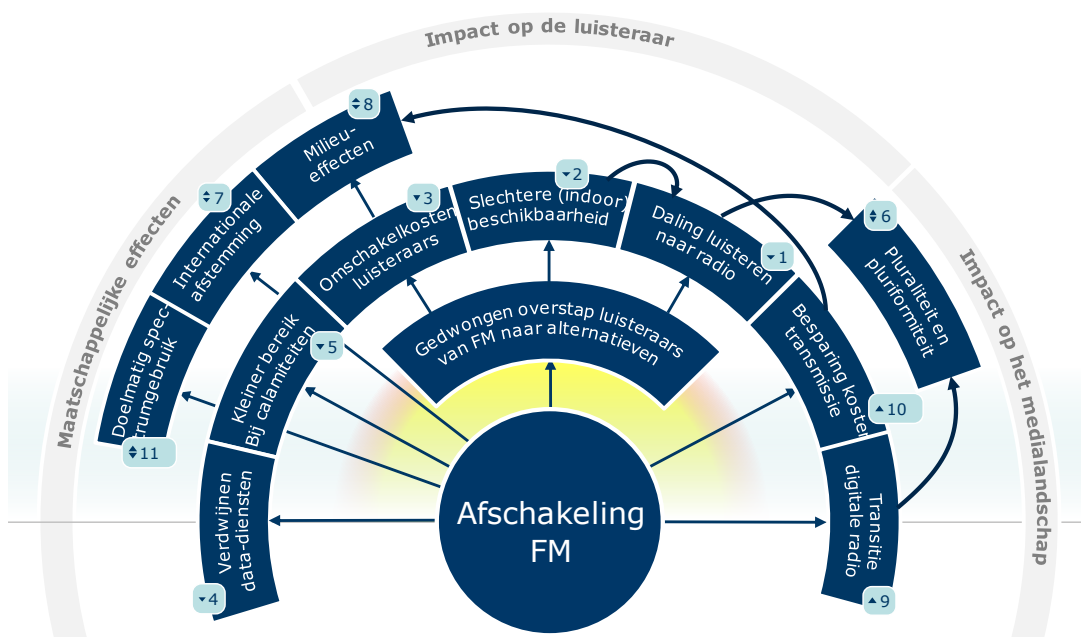 Impact op de luisteraar
Maatschappelijke effecten
Impact op het medialandschap
8
Milieu-
effecten
7
Internationale
afstemming
Doelmatig spec-
trumgebruik
11
3
Omschakelkosten
luisteraars
2
Slechtere (indoor)
beschikbaarheid
Daling luisteren
naar radio
1
6
Pluraliteit en
pluriformiteit
Kleiner bereik
Bij calamiteiten
5
Gedwongen overstap luisteraars
van FM naar alternatieven
Besparing kosten
transmissie
10
Verdwijnen
data-diensten
4
Afschakeling
FM
Transitie
digitale radio
9